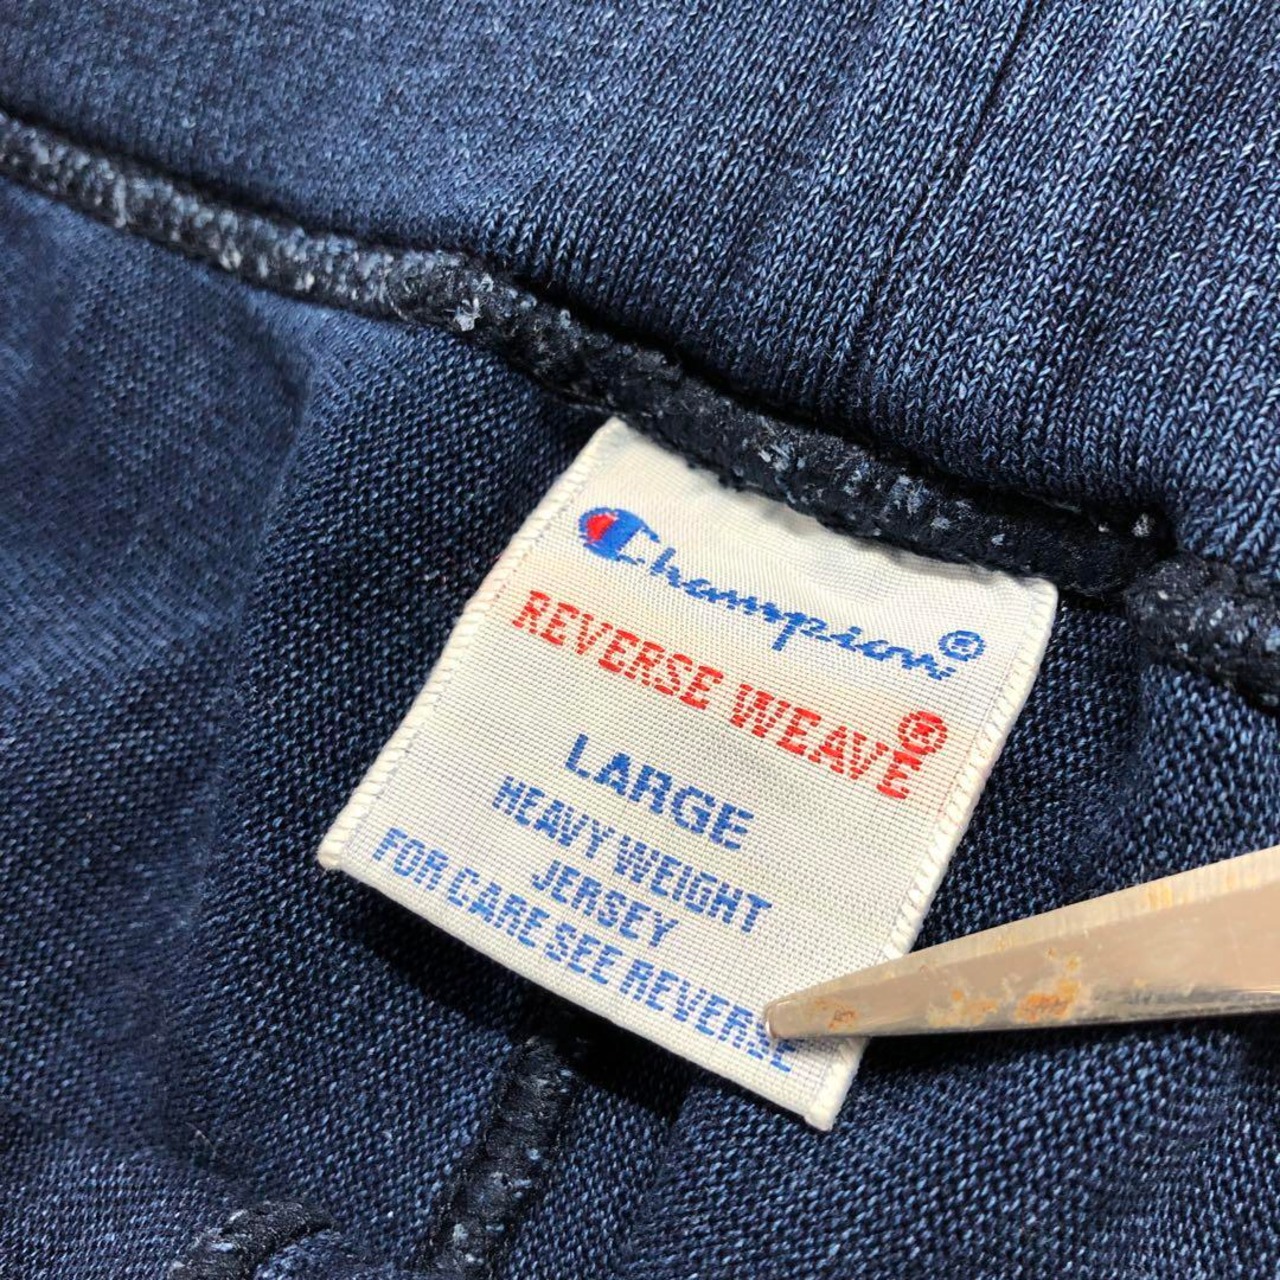 Champion®
REVERSE WEAVE®
LARGE
HEAVY WEIGHT
JERSEY
FOR CARE SEE REVERSE